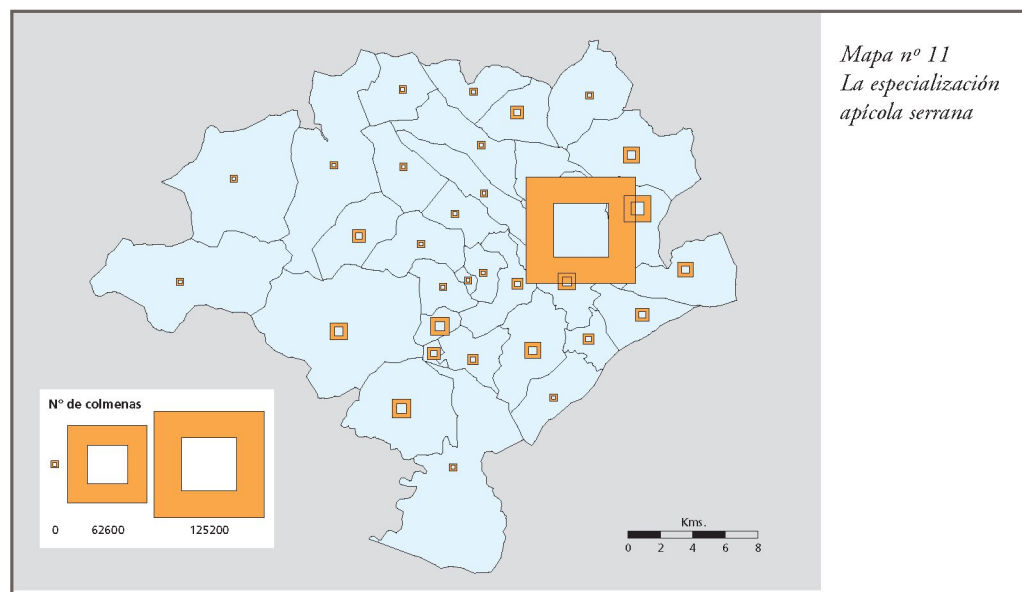 Mapa nº 11
La especialización
apícola serrana
Nº de colmenas
0 62600 125200
Kms.
0 2 4 6 8